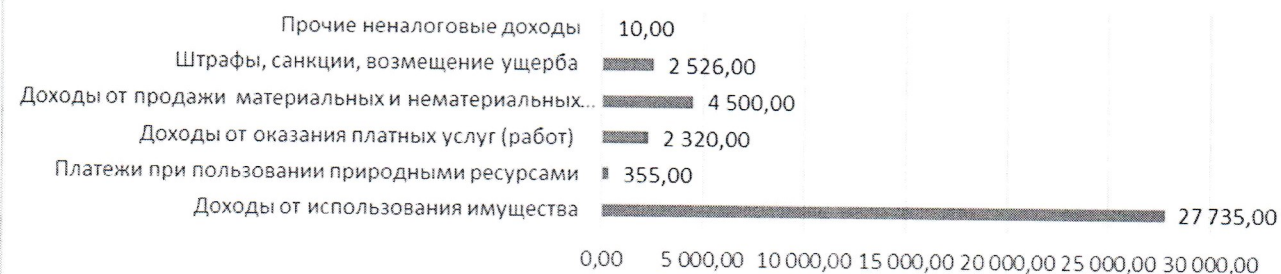 Прочие неналоговые доходы 10,00
Штрафы, санкции, возмещение ущерба 2 526,00
Доходы от продажи материальных и нематериальных... 4 500,00
Доходы от оказания платных услуг (работ) 2 320,00
Платежи при пользовании природными ресурсами 355,00
Доходы от использования имущества 27 735,00
0,00 5 000,00 10 000,00 15 000,00 20 000,00 25 000,00 30 000,00